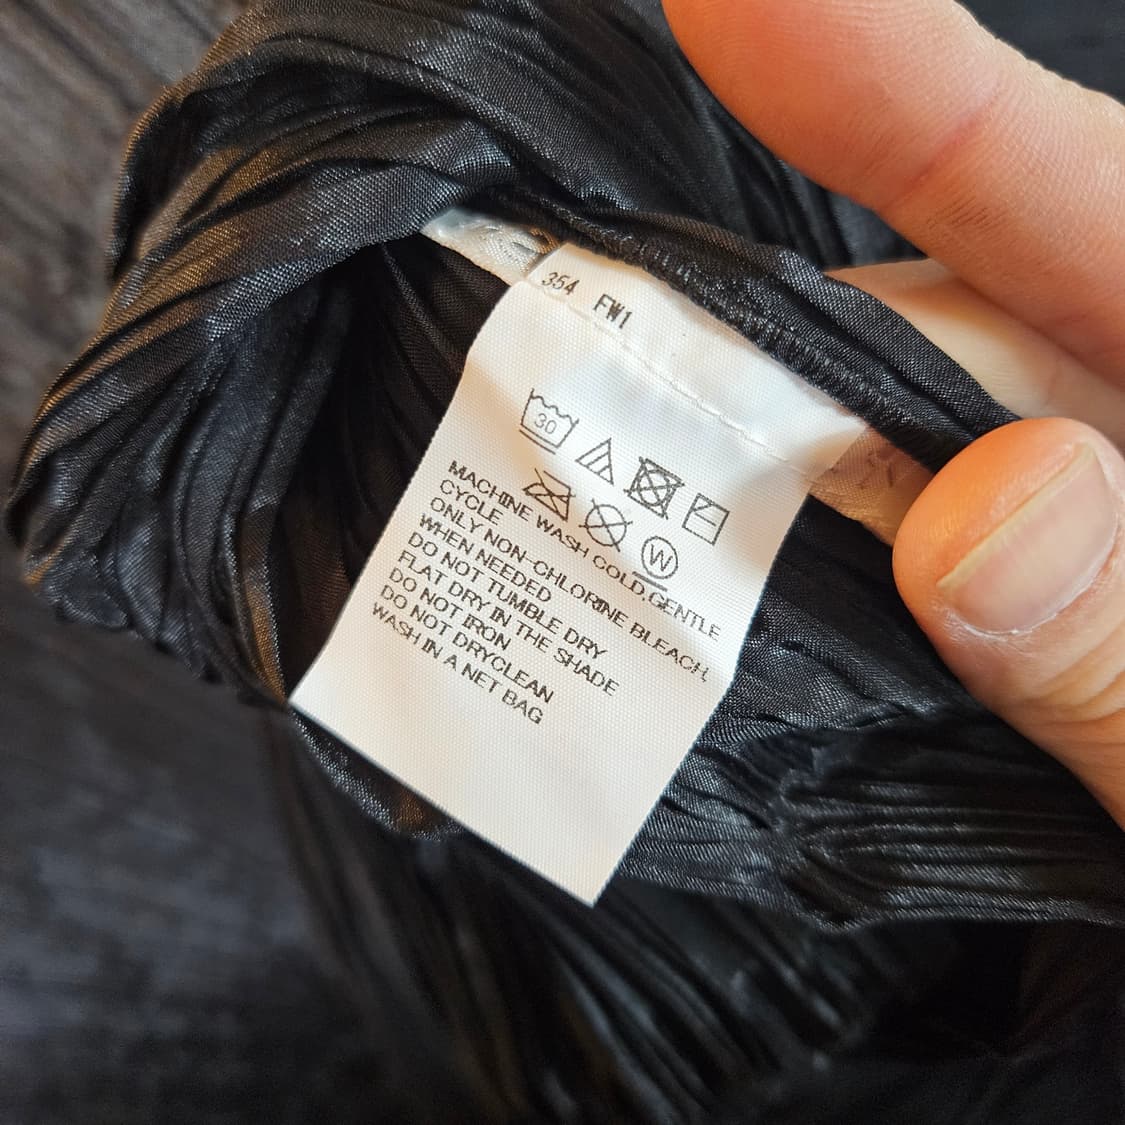 354 FW1
30
W
MACHINE WASH COLD,GENTLE
CYCLE
ONLY NON-CHLORINE BLEACH,
WHEN NEEDED
DO NOT TUMBLE DRY
FLAT DRY IN THE SHADE
DO NOT IRON
DO NOT DRYCLEAN
WASH IN A NET BAG